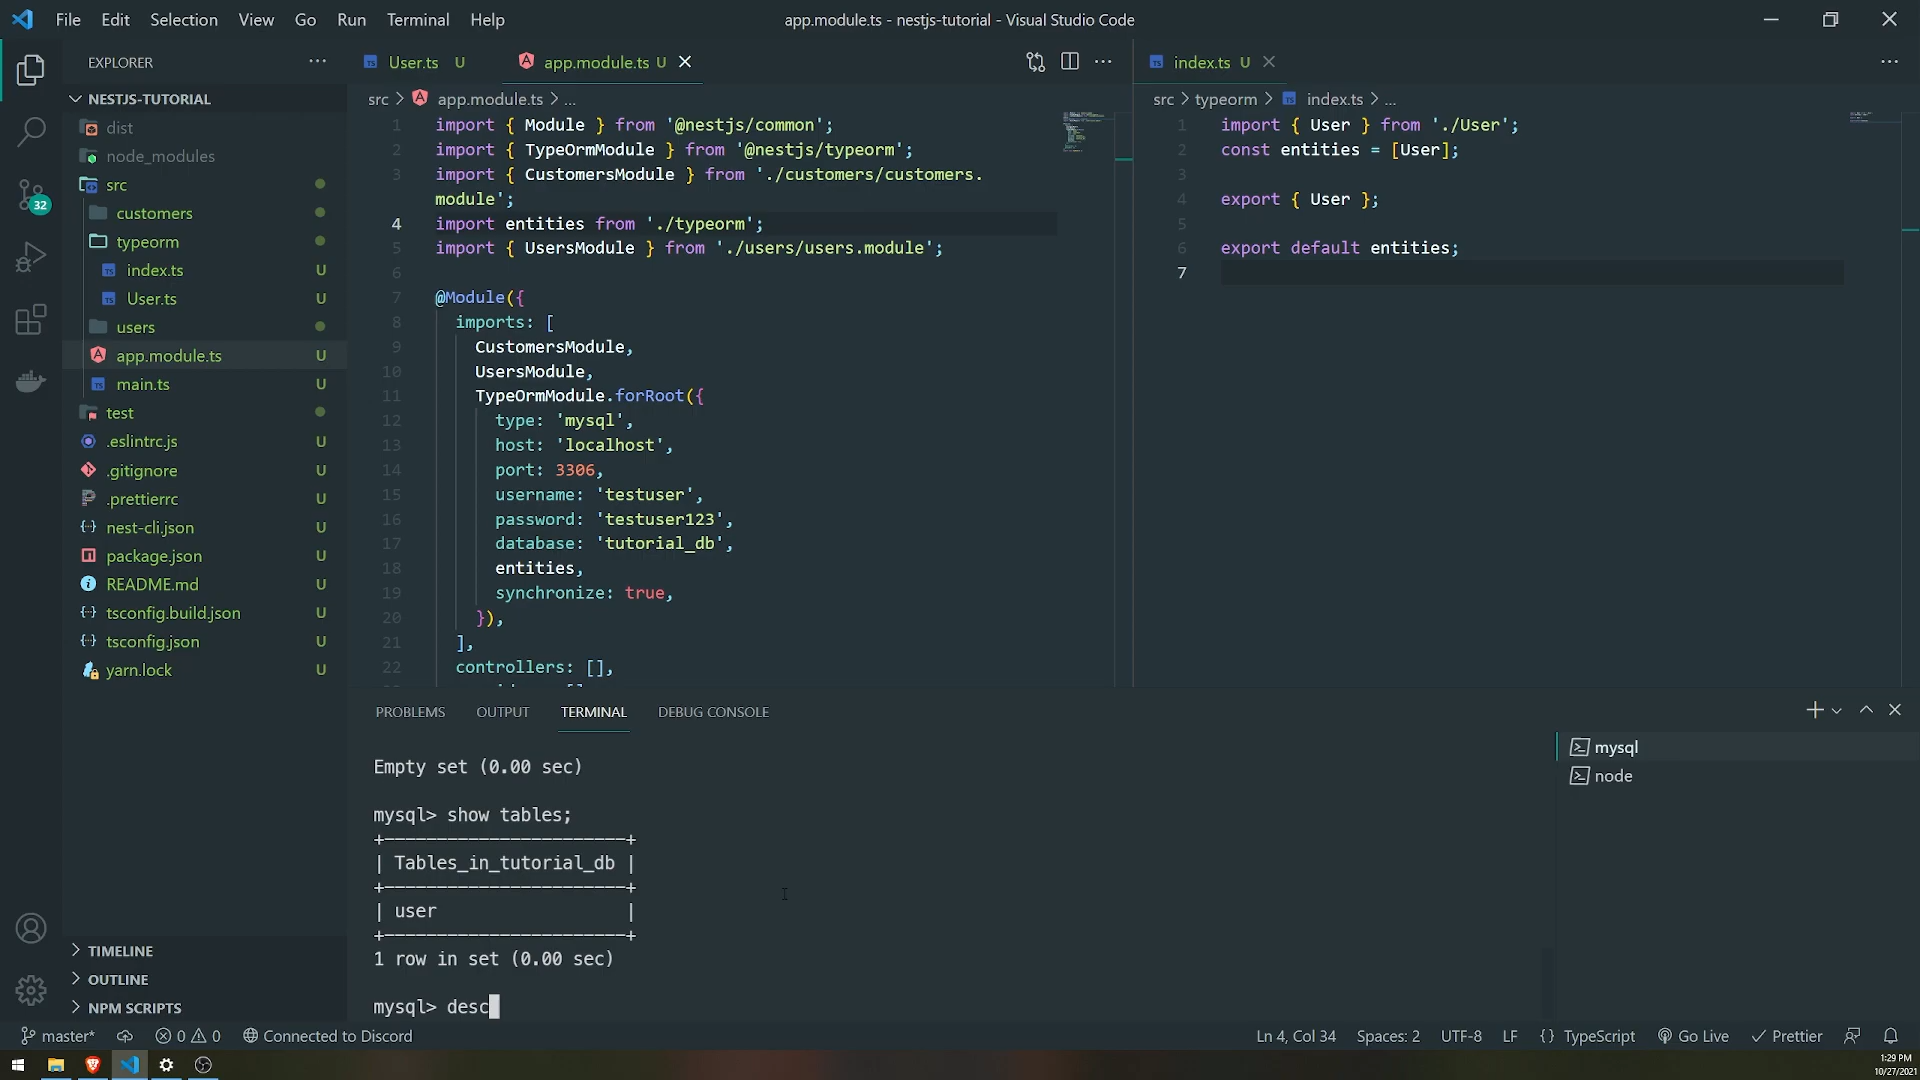 File Edit Selection View Go Run Terminal Help
app.module.ts - nestjs-tutorial - Visual Studio Code
EXPLORER
NESTJS-TUTORIAL
dist
node_modules
src
customers
typeorm
index.ts U
User.ts U
users
app.module.ts U
main.ts U
test
.eslintrc.js U
.gitignore U
.prettierrc U
nest-cli.json U
package.json U
README.md U
tsconfig.build.json U
tsconfig.json U
yarn.lock U
TIMELINE
OUTLINE
NPM SCRIPTS
32
User.ts U
app.module.ts U
src > app.module.ts > ...
1 import { Module } from '@nestjs/common';
2 import { TypeOrmModule } from '@nestjs/typeorm';
3 import { CustomersModule } from './customers/customers.
module';
4 import entities from './typeorm';
5 import { UsersModule } from './users/users.module';
6
7 @Module({
8 imports: [
9 CustomersModule,
10 UsersModule,
11 TypeOrmModule.forRoot({
12 type: 'mysql',
13 host: 'localhost',
14 port: 3306,
15 username: 'testuser',
16 password: 'testuser123',
17 database: 'tutorial_db',
18 entities,
19 synchronize: true,
20 }),
21 ],
22 controllers: [],
index.ts U
src > typeorm > index.ts > ...
1 import { User } from './User';
2 const entities = [User];
3
4 export { User };
5
6 export default entities;
7
PROBLEMS OUTPUT TERMINAL DEBUG CONSOLE
Empty set (0.00 sec)
mysql> show tables;
+-----------------------+
| Tables_in_tutorial_db |
+-----------------------+
| user |
+-----------------------+
1 row in set (0.00 sec)
mysql> desc
mysql
node
master* 0 0 Connected to Discord
Ln 4, Col 34 Spaces: 2 UTF-8 LF {} TypeScript Go Live Prettier
1:29 PM
10/27/2021